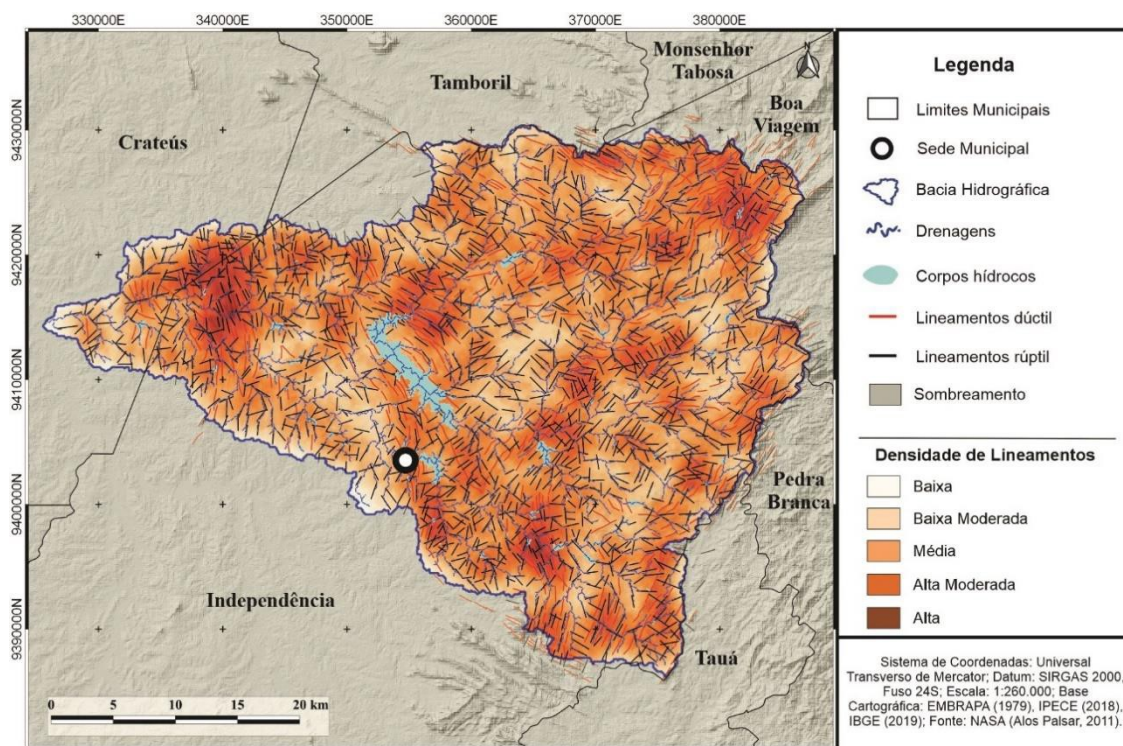 330000E 340000E 350000E 360000E 370000E 380000E
9430000N
9420000N
9410000N
9400000N
9390000N
Monsenhor
Tabosa
N
Tamboril
Boa
Viagem
Crateús
Pedra
Branca
Independência
Tauá
0 5 10 15 20 km
Legenda
Limites Municipais
Sede Municipal
Bacia Hidrográfica
Drenagens
Corpos hídrocos
Lineamentos dúctil
Lineamentos rúptil
Sombreamento
Densidade de Lineamentos
Baixa
Baixa Moderada
Média
Alta Moderada
Alta
Sistema de Coordenadas: Universal
Transverso de Mercator; Datum: SIRGAS 2000,
Fuso 24S; Escala: 1:260.000; Base
Cartográfica: EMBRAPA (1979), IPECE (2018),
IBGE (2019); Fonte: NASA (Alos Palsar, 2011).